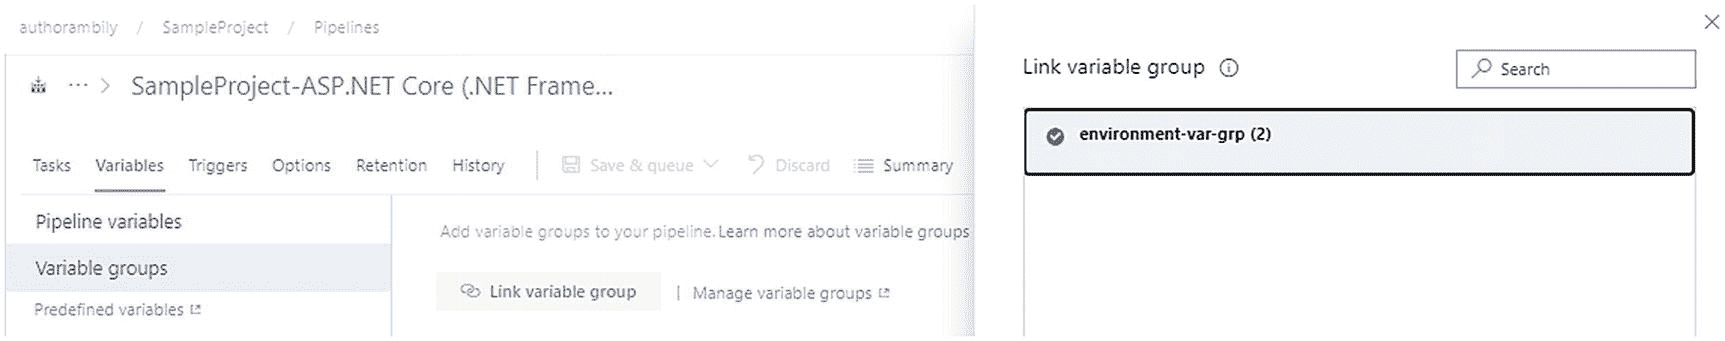 authorambily / SampleProject / Pipelines
··· > SampleProject-ASP.NET Core (.NET Frame...
Tasks Variables Triggers Options Retention History | Save & queue Discard Summary
Pipeline variables
Variable groups
Predefined variables
Add variable groups to your pipeline. Learn more about variable groups
Link variable group | Manage variable groups
Link variable group
Search
environment-var-grp (2)